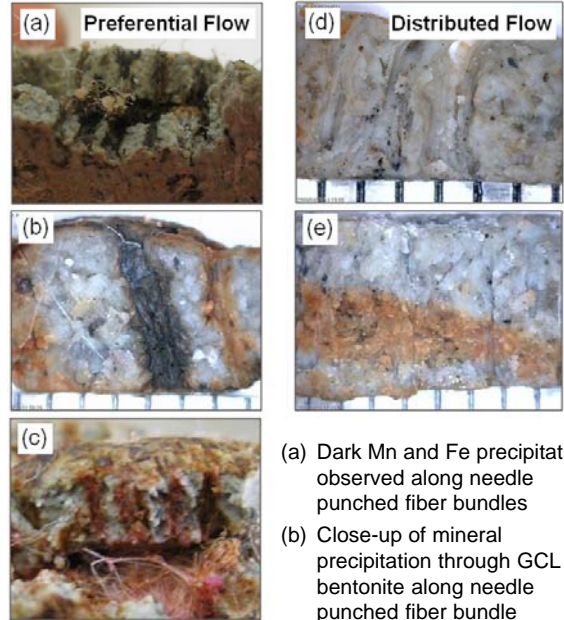 (a) Preferential Flow
(d) Distributed Flow
(b)
(e)
(c)
(a) Dark Mn and Fe precipitat
observed along needle
punched fiber bundles
(b) Close-up of mineral
precipitation through GCL
bentonite along needle
punched fiber bundle